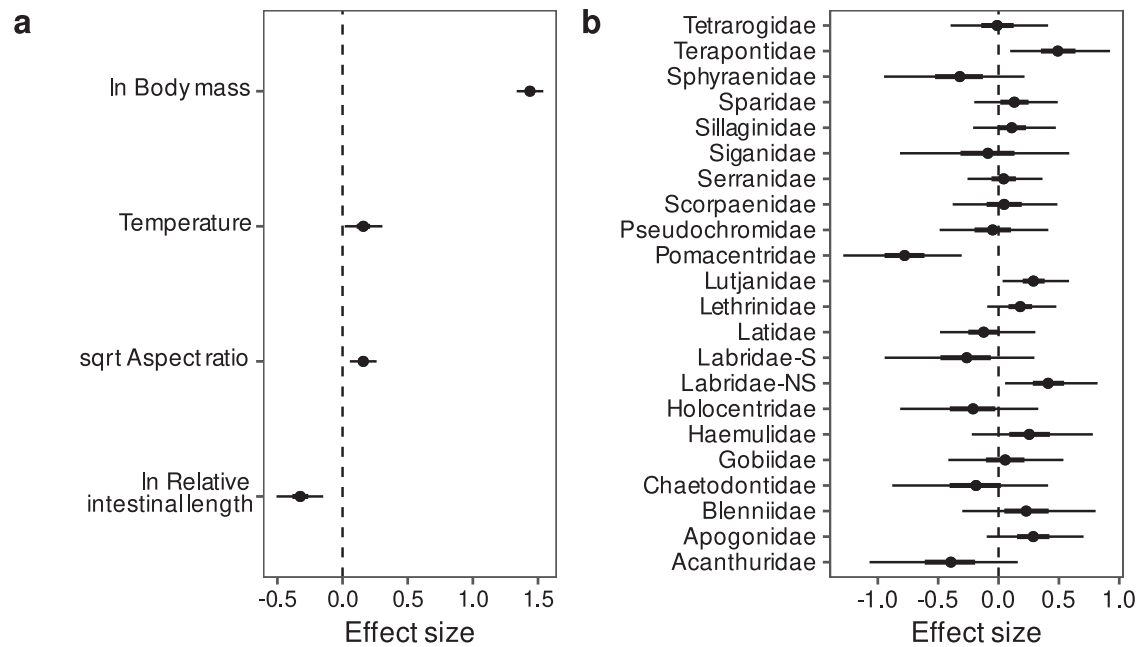 a
ln Body mass
Temperature
sqrt Aspect ratio
ln Relative
intestinal length
-0.5 0.0 0.5 1.0 1.5
Effect size
b
Tetrarogidae
Terapontidae
Sphyraenidae
Sparidae
Sillaginidae
Siganidae
Serranidae
Scorpaenidae
Pseudochromidae
Pomacentridae
Lutjanidae
Lethrinidae
Latidae
Labridae-S
Labridae-NS
Holocentridae
Haemulidae
Gobiidae
Chaetodontidae
Blenniidae
Apogonidae
Acanthuridae
-1.0 -0.5 0.0 0.5 1.0
Effect size